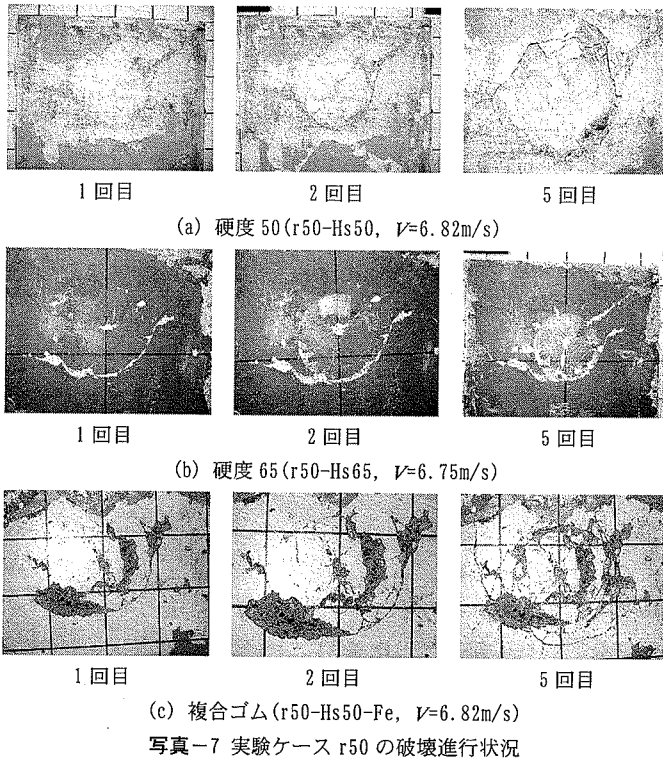 1回目 2回目 5回目
(a) 硬度 50(r50-Hs50, V=6.82m/s)
1回目 2回目 5回目
(b) 硬度 65(r50-Hs65, V=6.75m/s)
1回目 2回目 5回目
(c) 複合ゴム(r50-Hs50-Fe, V=6.82m/s)
写真-7 実験ケース r50 の破壊進行状況